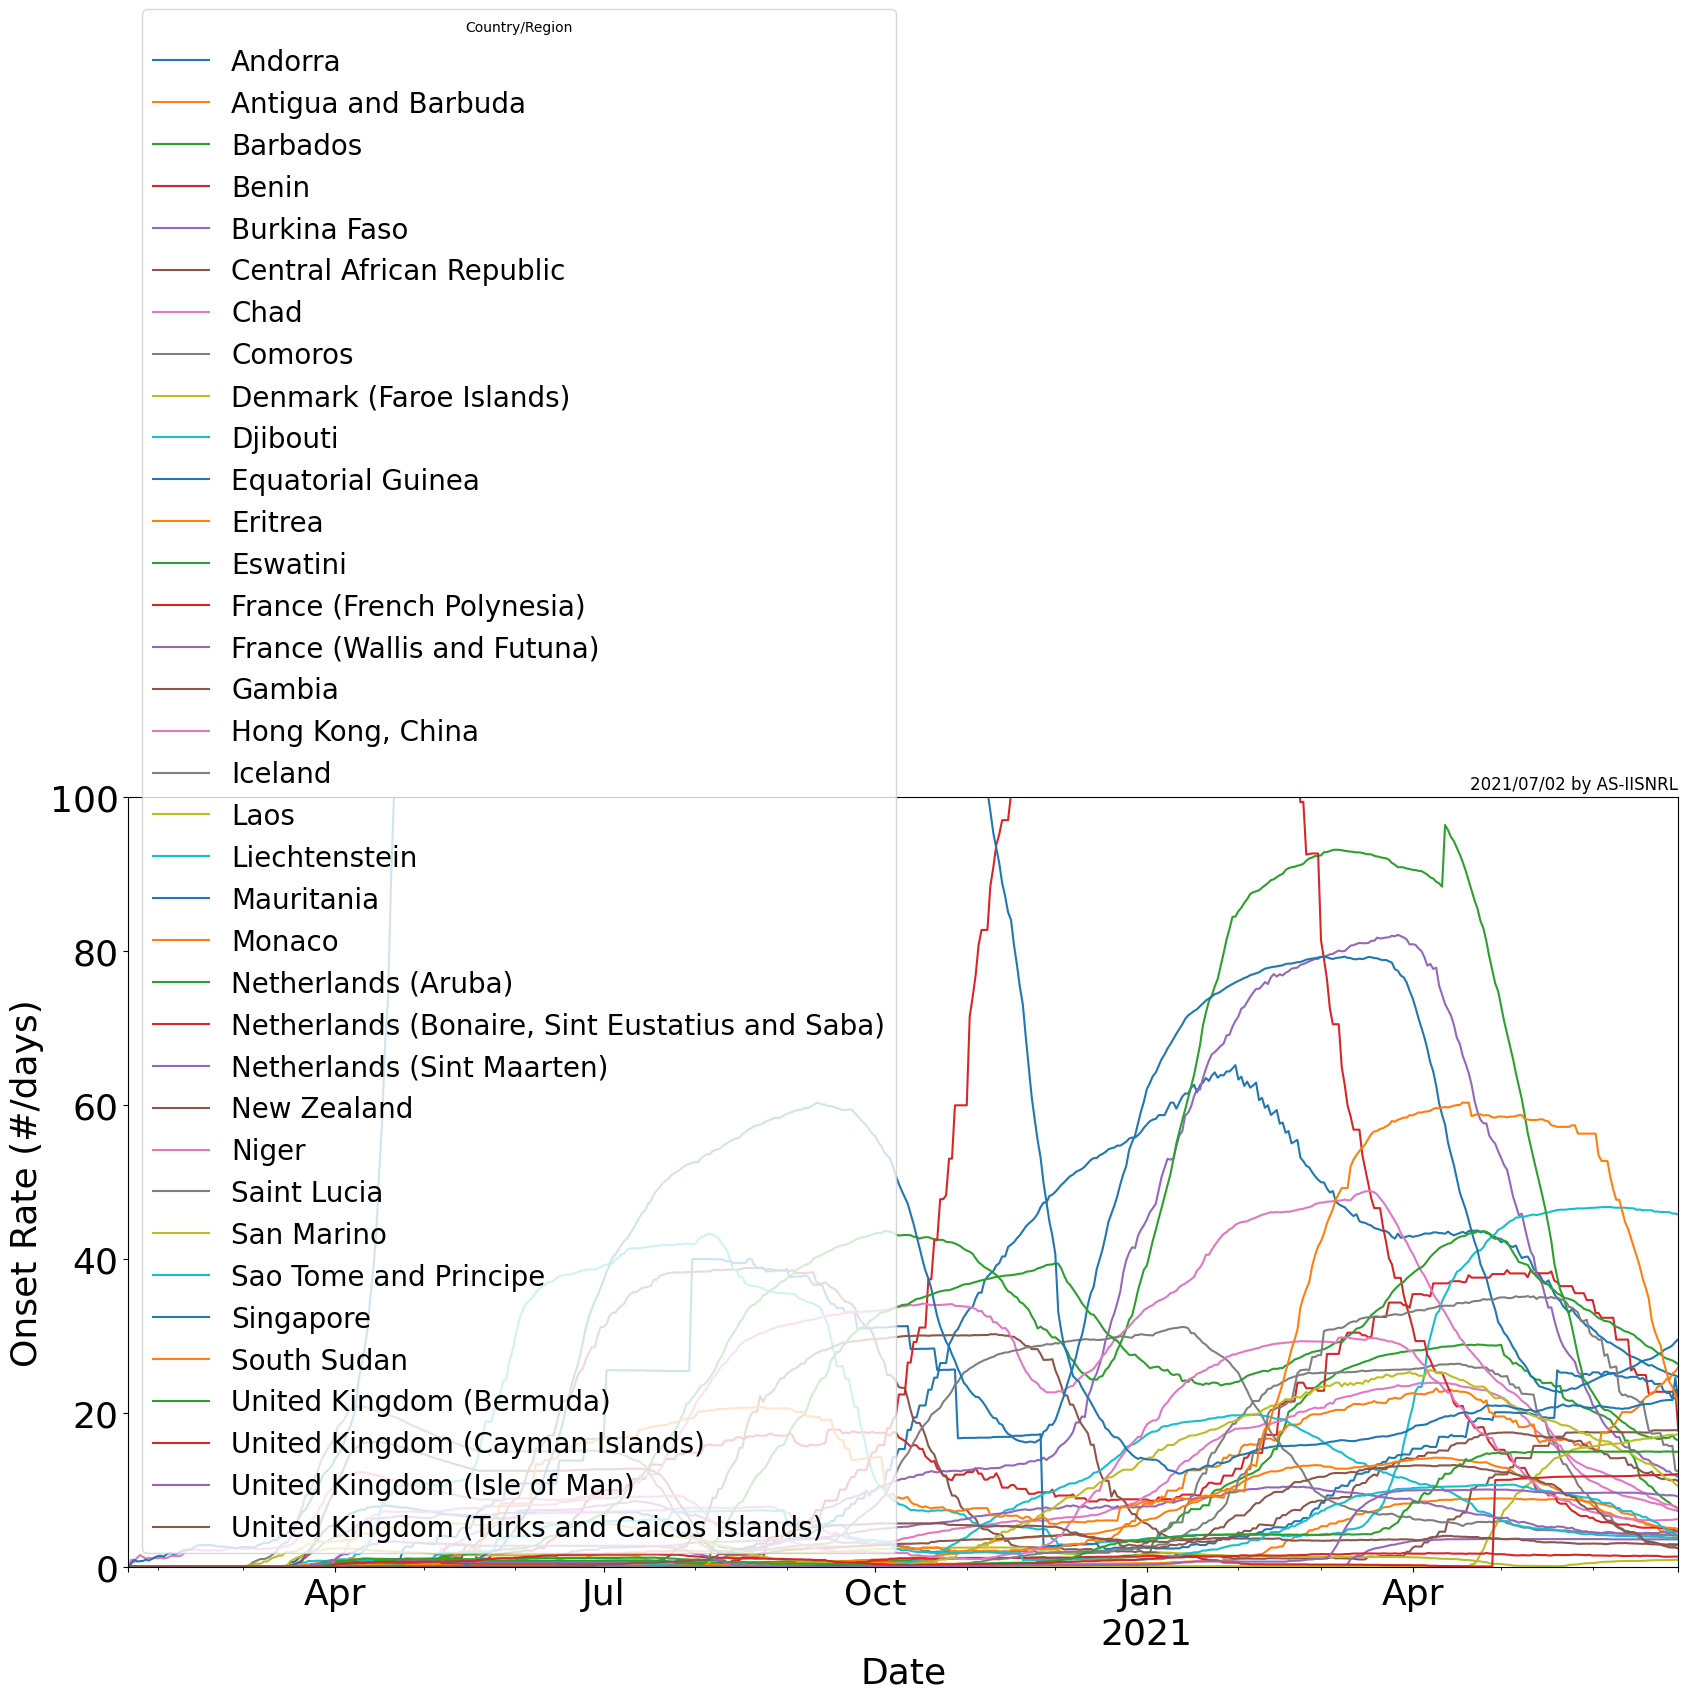 Country/Region
Andorra
Antigua and Barbuda
Barbados
Benin
Burkina Faso
Central African Republic
Chad
Comoros
Denmark (Faroe Islands)
Djibouti
Equatorial Guinea
Eritrea
Eswatini
France (French Polynesia)
France (Wallis and Futuna)
Gambia
Hong Kong, China
Iceland
Laos
Liechtenstein
Mauritania
Monaco
Netherlands (Aruba)
Netherlands (Bonaire, Sint Eustatius and Saba)
Netherlands (Sint Maarten)
New Zealand
Niger
Saint Lucia
San Marino
Sao Tome and Principe
Singapore
South Sudan
United Kingdom (Bermuda)
United Kingdom (Cayman Islands)
United Kingdom (Isle of Man)
United Kingdom (Turks and Caicos Islands)
2021/07/02 by AS-IISNRL
100
80
60
40
20
0
Onset Rate (#/days)
Apr Jul Oct Jan Apr
2021
Date